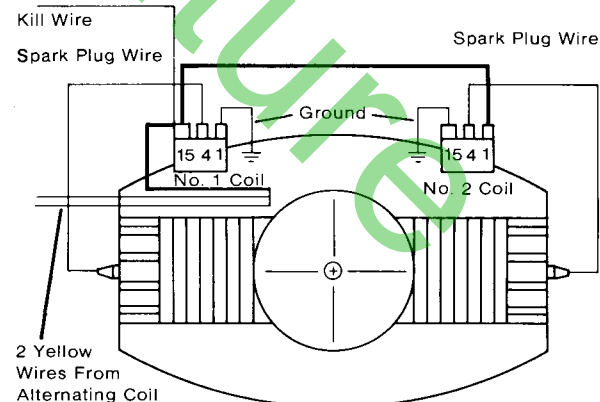 Kill Wire
Spark Plug Wire
Spark Plug Wire
Ground
15 4 1
15 4 1
No. 1 Coil
No. 2 Coil
2 Yellow
Wires From
Alternating Coil